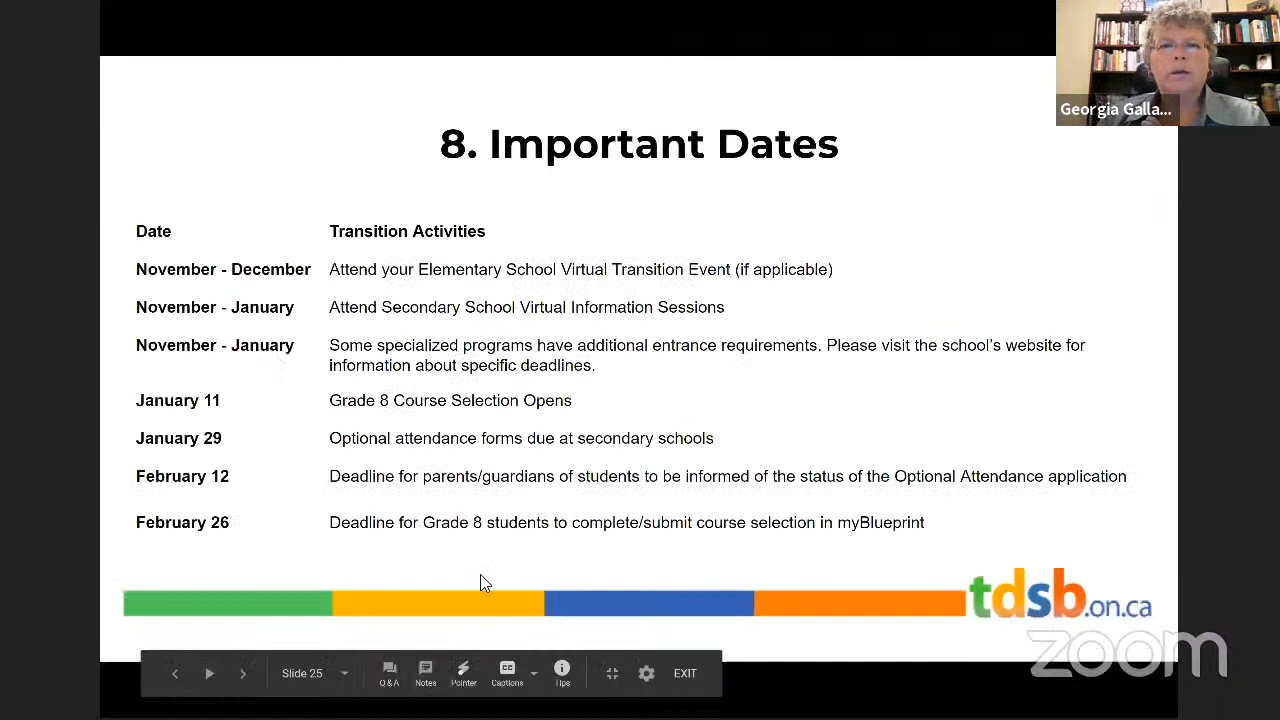 Georgia Galla...
8. Important Dates
Date Transition Activities
November - December Attend your Elementary School Virtual Transition Event (if applicable)
November - January Attend Secondary School Virtual Information Sessions
November - January Some specialized programs have additional entrance requirements. Please visit the school's website for
information about specific deadlines.
January 11 Grade 8 Course Selection Opens
January 29 Optional attendance forms due at secondary schools
February 12 Deadline for parents/guardians of students to be informed of the status of the Optional Attendance application
February 26 Deadline for Grade 8 students to complete/submit course selection in myBlueprint
tdsb.on.ca
zoom
Slide 25 Q&A Notes Pointer Captions Tips EXIT